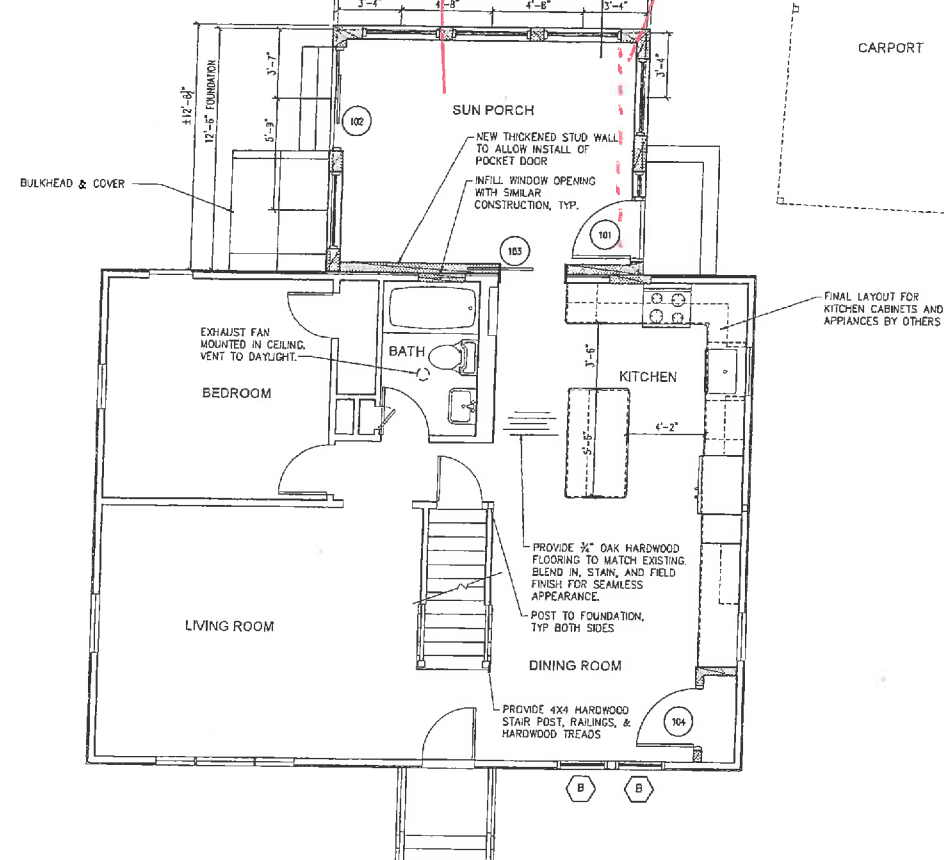 3'-4"
4'-8"
4'-8"
3'-4"
CARPORT
3'-7"
3'-4"
±12'-8½"
12'-6" FOUNDATION
5'-9"
SUN PORCH
102
NEW THICKENED STUD WALL
TO ALLOW INSTALL OF
POCKET DOOR
BULKHEAD & COVER
INFILL WINDOW OPENING
WITH SIMILAR
CONSTRUCTION, TYP.
101
103
FINAL LAYOUT FOR
KITCHEN CABINETS AND
APPIANCES BY OTHERS
EXHAUST FAN
MOUNTED IN CEILING.
VENT TO DAYLIGHT.
BATH
3'-6"
KITCHEN
BEDROOM
5'-6"
4'-2"
PROVIDE ¾" OAK HARDWOOD
FLOORING TO MATCH EXISTING.
BLEND IN, STAIN, AND FIELD
FINISH FOR SEAMLESS
APPEARANCE.
POST TO FOUNDATION,
TYP BOTH SIDES
LIVING ROOM
DINING ROOM
PROVIDE 4X4 HARDWOOD
STAIR POST, RAILINGS, &
HARDWOOD TREADS
104
B
B